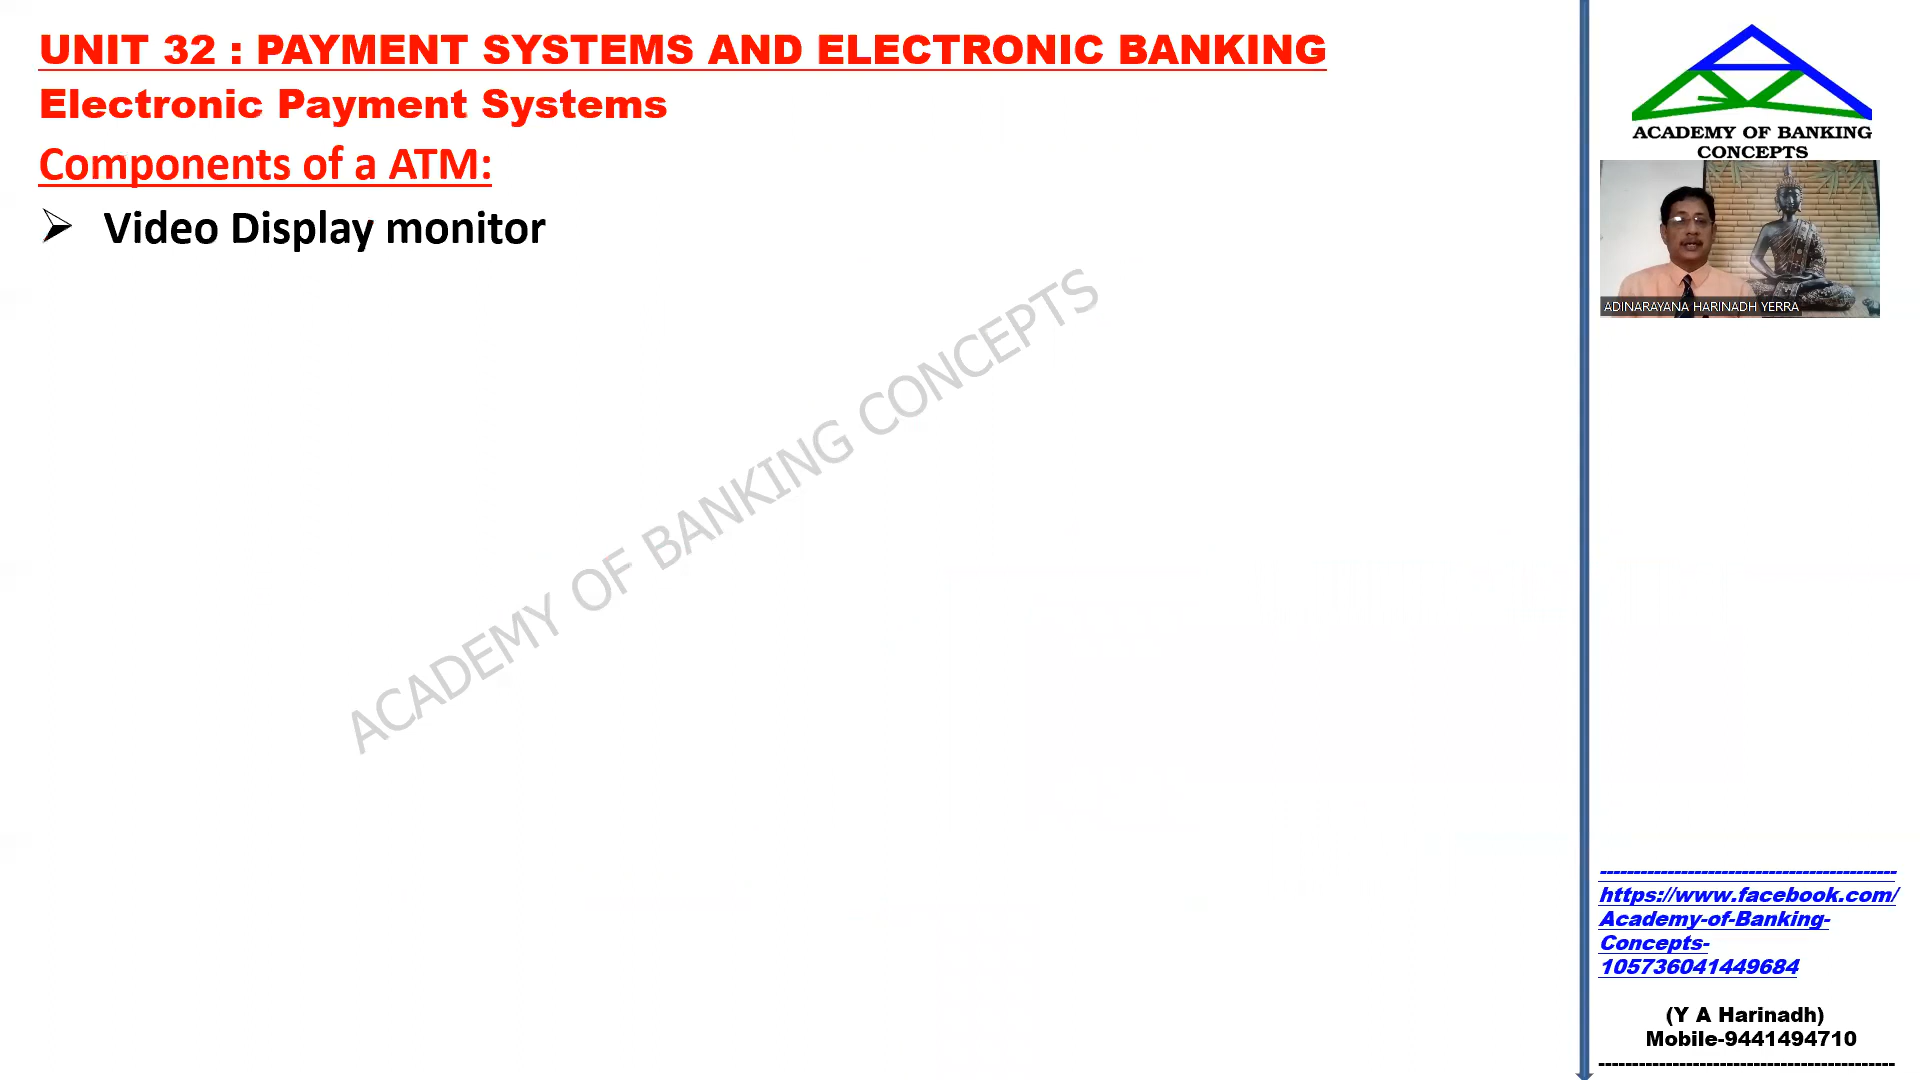 UNIT 32 : PAYMENT SYSTEMS AND ELECTRONIC BANKING
Electronic Payment Systems
Components of a ATM:
Video Display monitor
ACADEMY OF BANKING CONCEPTS
ACADEMY OF BANKING
CONCEPTS
ADINARAYANA HARINADH YERRA
--------------------------------------------
https://www.facebook.com/
Academy-of-Banking-
Concepts-
105736041449684
(Y A Harinadh)
Mobile-9441494710
--------------------------------------------